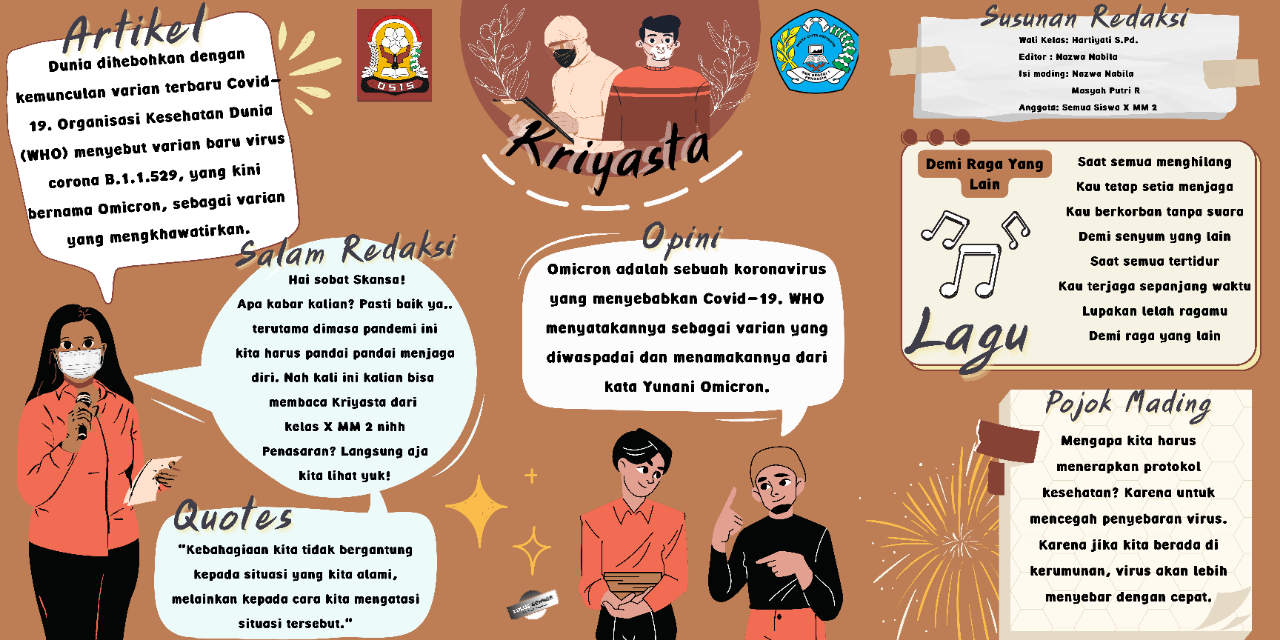 Artikel
Dunia dihebohkan dengan
kemunculan varian terbaru Covid-
19. Organisasi Kesehatan Dunia
(WHO) menyebut varian baru virus
corona B.1.1.529, yang kini
bernama Omicron, sebagai varian
yang mengkhawatirkan.
OSIS
Kriyasta
Salam Redaksi
Hai sobat Skansa!
Apa kabar kalian? Pasti baik ya..
terutama dimasa pandemi ini
kita harus pandai pandai menjaga
diri. Nah kali ini kalian bisa
membaca Kriyasta dari
kelas X MM 2 nihh
Penasaran? Langsung aja
kita lihat yuk!
Quotes
"Kebahagiaan kita tidak bergantung
kepada situasi yang kita alami,
melainkan kepada cara kita mengatasi
situasi tersebut."
Opini
Omicron adalah sebuah koronavirus
yang menyebabkan Covid-19. WHO
menyatakannya sebagai varian yang
diwaspadai dan menamakannya dari
kata Yunani Omicron.
Susunan Redaksi
Wali Kelas: Hartiyati S.Pd.
Editor : Nazwa Nabila
Isi mading: Nazwa Nabila
Masyah Putri R
Anggota: Semua Siswa X MM 2
Demi Raga Yang
Lain
Saat semua menghilang
Kau tetap setia menjaga
Kau berkorban tanpa suara
Demi senyum yang lain
Saat semua tertidur
Kau terjaga sepanjang waktu
Lupakan lelah ragamu
Demi raga yang lain
Lagu
Pojok Mading
Mengapa kita harus
menerapkan protokol
kesehatan? Karena untuk
mencegah penyebaran virus.
Karena jika kita berada di
kerumunan, virus akan lebih
menyebar dengan cepat.